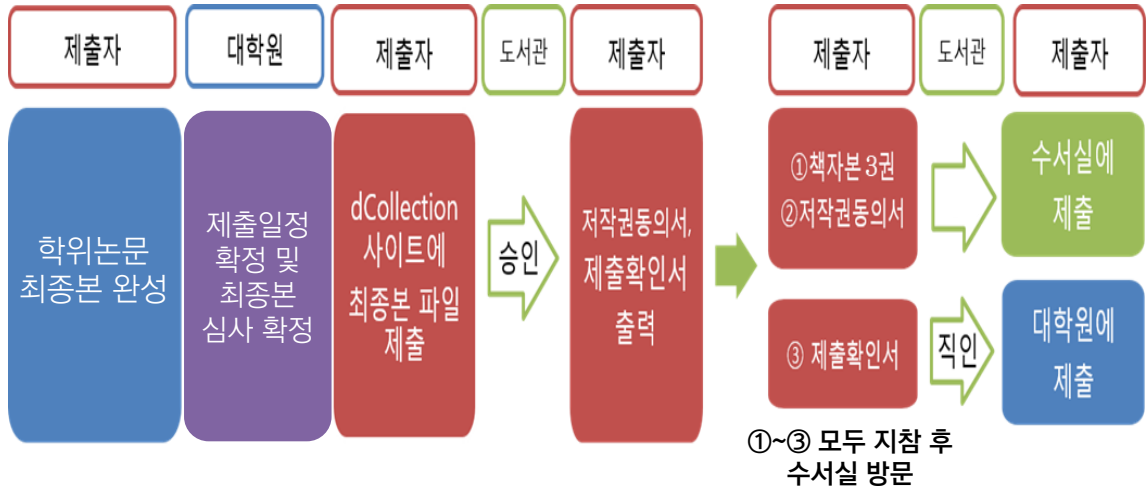 제출자
대학원
제출자
도서관
제출자
제출자
도서관
제출자
학위논문
최종본 완성
제출일정
확정 및
최종본
심사 확정
dCollection
사이트에
최종본 파일
제출
승인
저작권동의서,
제출확인서
출력
①책자본 3권
②저작권동의서
수서실에
제출
③ 제출확인서
직인
대학원에
제출
①~③ 모두 지참 후
수서실 방문